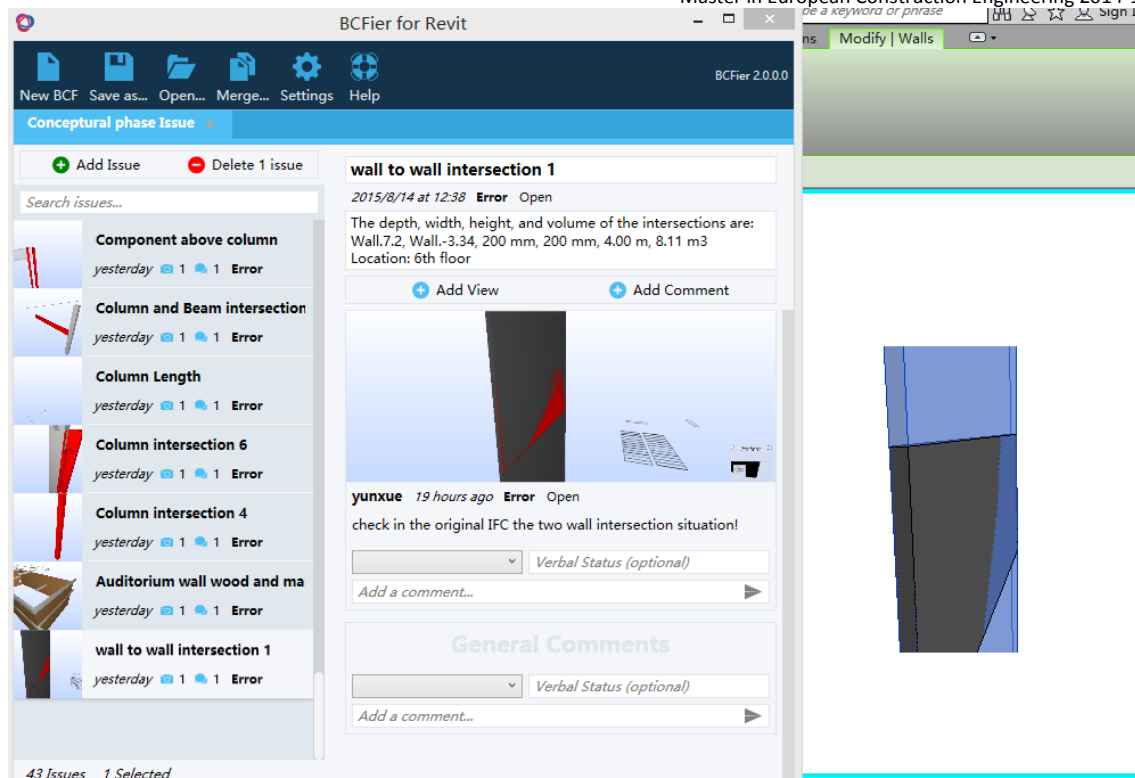 Master in European Construction Engineering 2014-1
BCFier for Revit
be a keyword or phrase
Sign I
ns Modify | Walls
New BCF Save as... Open... Merge... Settings Help
BCFier 2.0.0.0
Conceptural phase Issue
Add Issue Delete 1 issue
Search issues...
Component above column
yesterday 1 1 Error
Column and Beam intersection
yesterday 1 1 Error
Column Length
yesterday 1 1 Error
Column intersection 6
yesterday 1 1 Error
Column intersection 4
yesterday 1 1 Error
Auditorium wall wood and ma
yesterday 1 1 Error
wall to wall intersection 1
yesterday 1 1 Error
43 Issues 1 Selected
wall to wall intersection 1
2015/8/14 at 12:38 Error Open
The depth, width, height, and volume of the intersections are:
Wall.7.2, Wall.-3.34, 200 mm, 200 mm, 4.00 m, 8.11 m3
Location: 6th floor
Add View Add Comment
yunxue 19 hours ago Error Open
check in the original IFC the two wall intersection situation!
Verbal Status (optional)
Add a comment...
General Comments
Verbal Status (optional)
Add a comment...